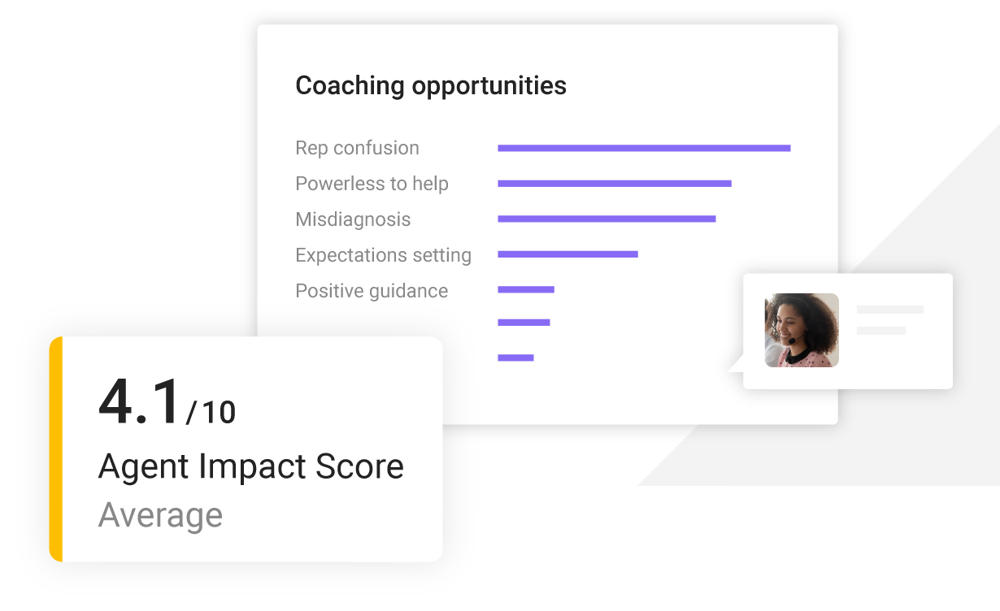 Coaching opportunities
Rep confusion
Powerless to help
Misdiagnosis
Expectations setting
Positive guidance
4.1/10
Agent Impact Score
Average